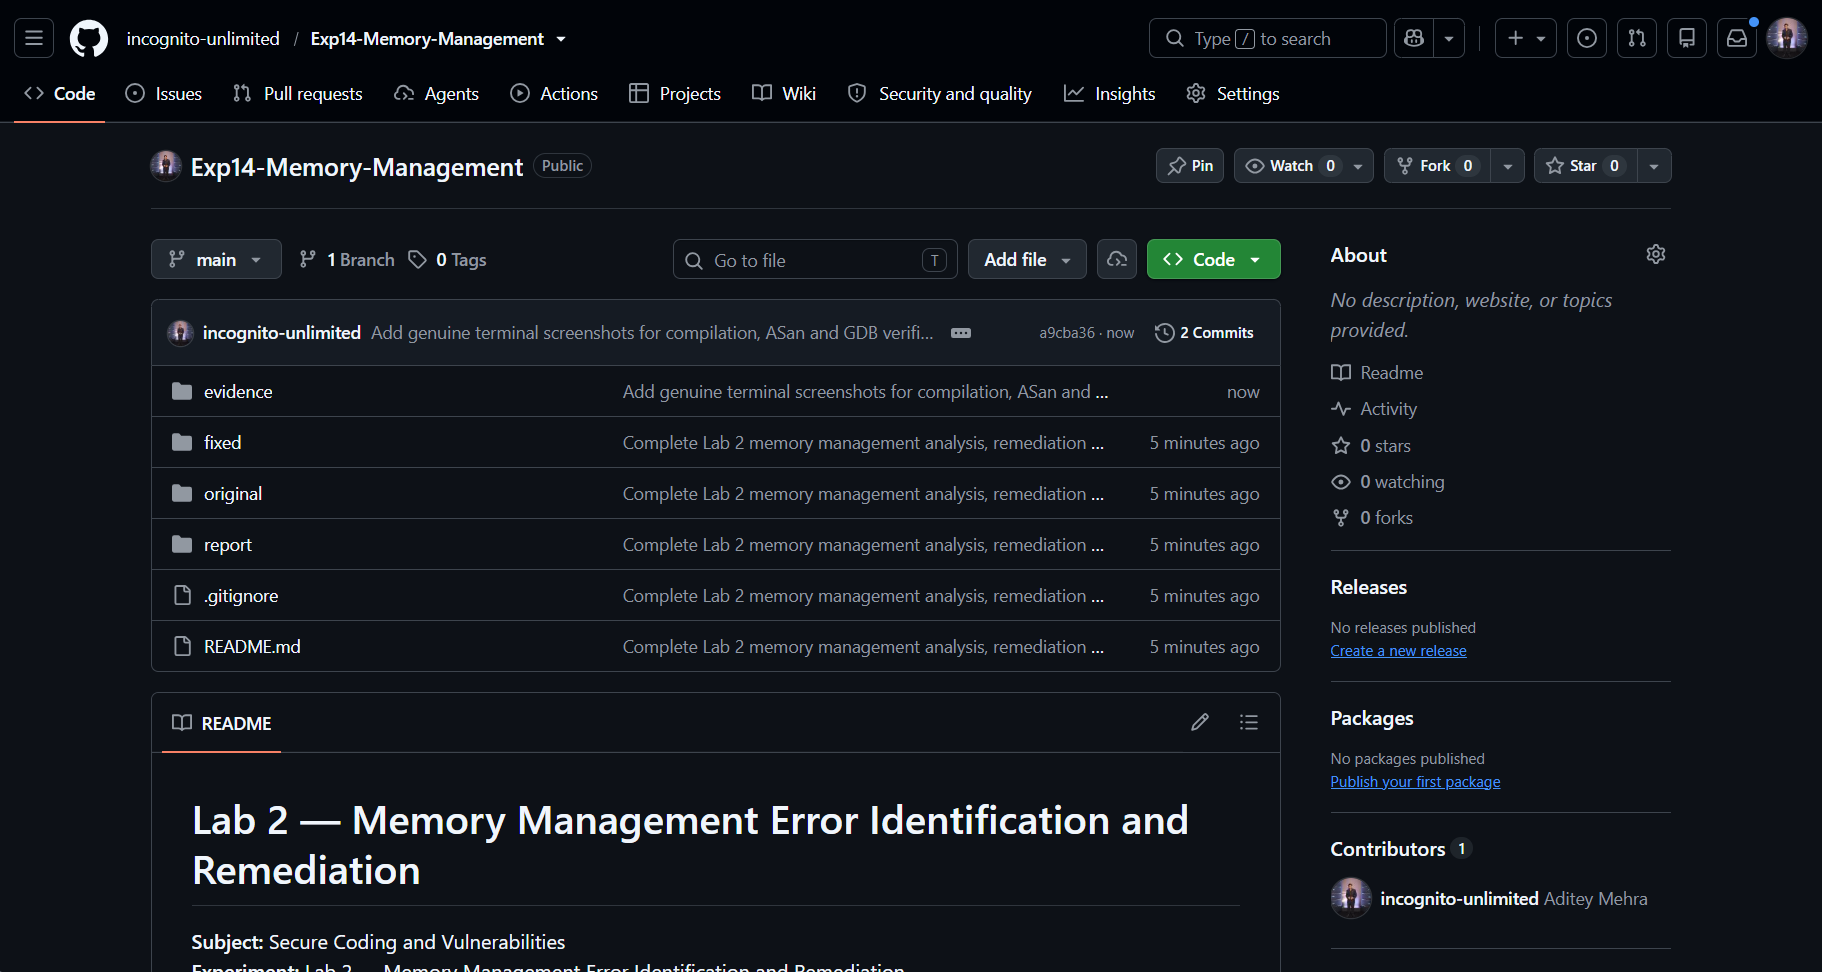 incognito-unlimited / Exp14-Memory-Management
Type / to search
Code Issues Pull requests Agents Actions Projects Wiki Security and quality Insights Settings
Exp14-Memory-Management Public
Pin Watch 0 Fork 0 Star 0
main 1 Branch 0 Tags Go to file T Add file Code
incognito-unlimited Add genuine terminal screenshots for compilation, ASan and GDB verifi... a9cba36 · now 2 Commits
evidence Add genuine terminal screenshots for compilation, ASan and ... now
fixed Complete Lab 2 memory management analysis, remediation ... 5 minutes ago
original Complete Lab 2 memory management analysis, remediation ... 5 minutes ago
report Complete Lab 2 memory management analysis, remediation ... 5 minutes ago
.gitignore Complete Lab 2 memory management analysis, remediation ... 5 minutes ago
README.md Complete Lab 2 memory management analysis, remediation ... 5 minutes ago
README
Lab 2 — Memory Management Error Identification and
Remediation
Subject: Secure Coding and Vulnerabilities
Experiment: Lab 2 — Memory Management Error Identification and Remediation
About
No description, website, or topics
provided.
Readme
Activity
0 stars
0 watching
0 forks
Releases
No releases published
Create a new release
Packages
No packages published
Publish your first package
Contributors 1
incognito-unlimited Aditey Mehra